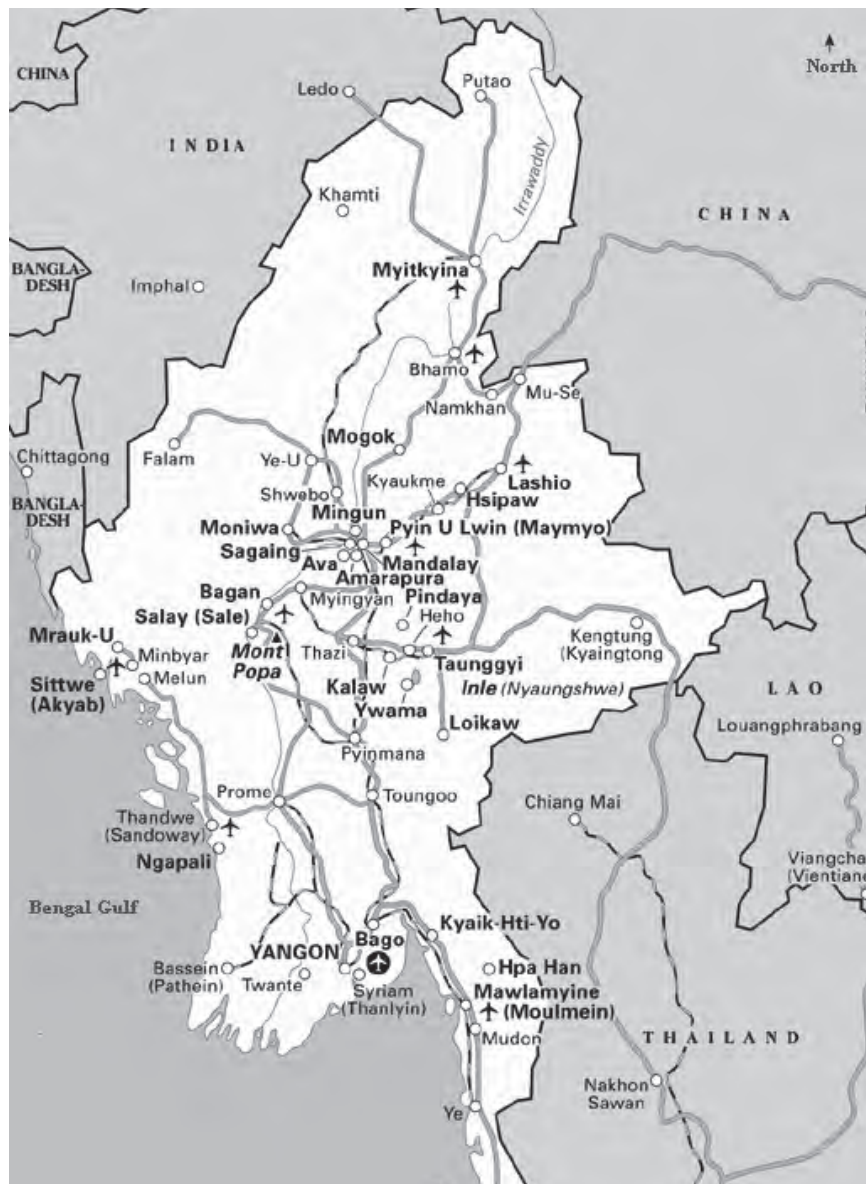 CHINA
North
Ledo
Putao
INDIA
Irrawaddy
Khamti
CHINA
BANGLA-
DESH
Myitkyina
Imphal
Bhamo
Mu-Se
Namkhan
Mogok
Chittagong
Falam
Ye-U
Kyaukme
Lashio
Shwebo
Hsipaw
BANGLA-
DESH
Mingun
Moniwa
Pyin U Lwin (Maymyo)
Sagaing
Ava
Mandalay
Amarapura
Bagan
Myingyan
Pindaya
Salay (Sale)
Heho
Mrauk-U
Mont
Popa
Thazi
Taunggyi
Kengtung
(Kyaingtong
Minbyar
Melun
Sittwe
(Akyab)
Kalaw
Inle (Nyaungshwe)
LAO
Ywama
Loikaw
Louangphrabang
Pyinmana
Prome
Toungoo
Chiang Mai
Thandwe
(Sandoway)
Ngapali
Viangcha
(Vientiane
Bengal Gulf
Kyaik-Hti-Yo
YANGON
Bago
Bassein
(Pathein)
Twante
Syriam
(Thanlyin)
Hpa Han
Mawlamyine
(Moulmein)
Mudon
THAILAND
Nakhon
Sawan
Ye